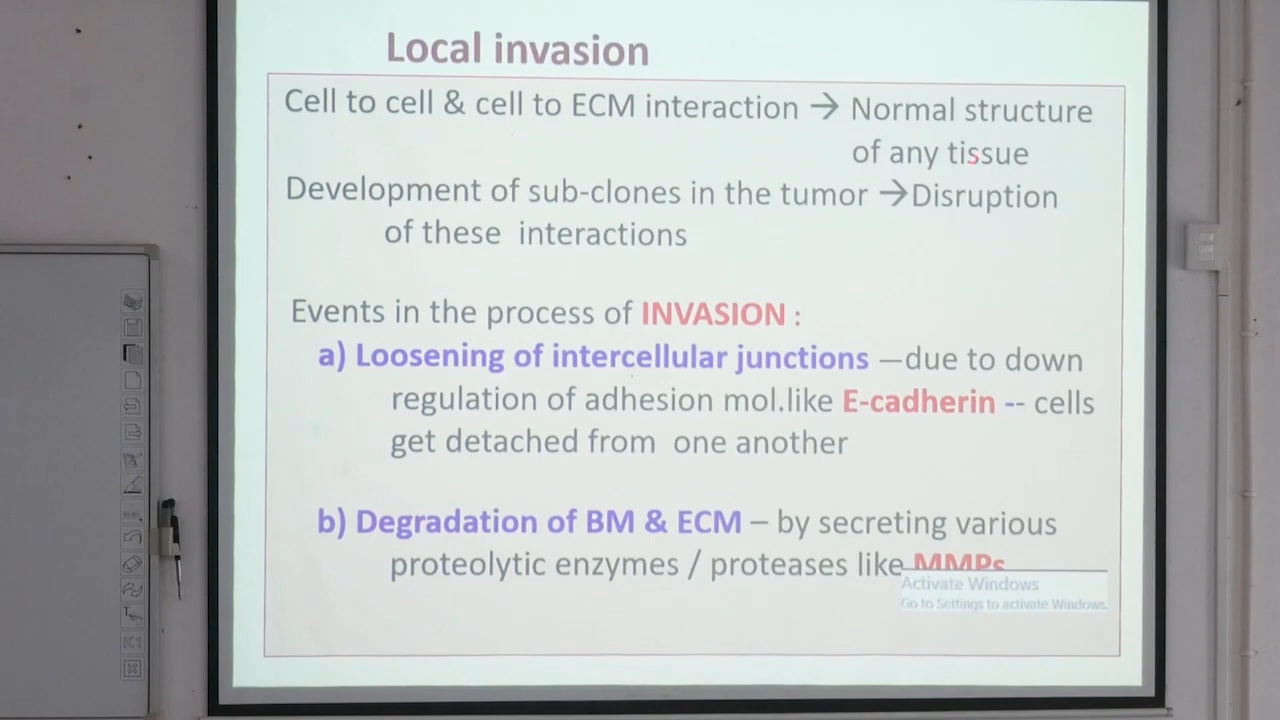 Local invasion
Cell to cell & cell to ECM interaction → Normal structure
of any tissue
Development of sub-clones in the tumor →Disruption
of these interactions
Events in the process of INVASION :
a) Loosening of intercellular junctions —due to down
regulation of adhesion mol.like E-cadherin -- cells
get detached from one another
b) Degradation of BM & ECM – by secreting various
proteolytic enzymes / proteases like MMPs
Activate Windows
Go to Settings to activate Windows.